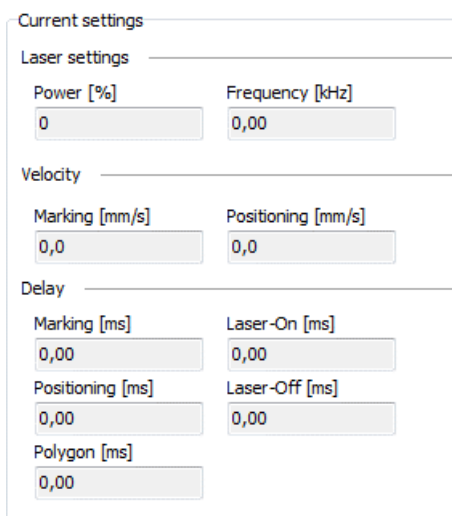 Current settings
Laser settings
Power [%] Frequency [kHz]
0 0,00
Velocity
Marking [mm/s] Positioning [mm/s]
0,0 0,0
Delay
Marking [ms] Laser-On [ms]
0,00 0,00
Positioning [ms] Laser-Off [ms]
0,00 0,00
Polygon [ms]
0,00